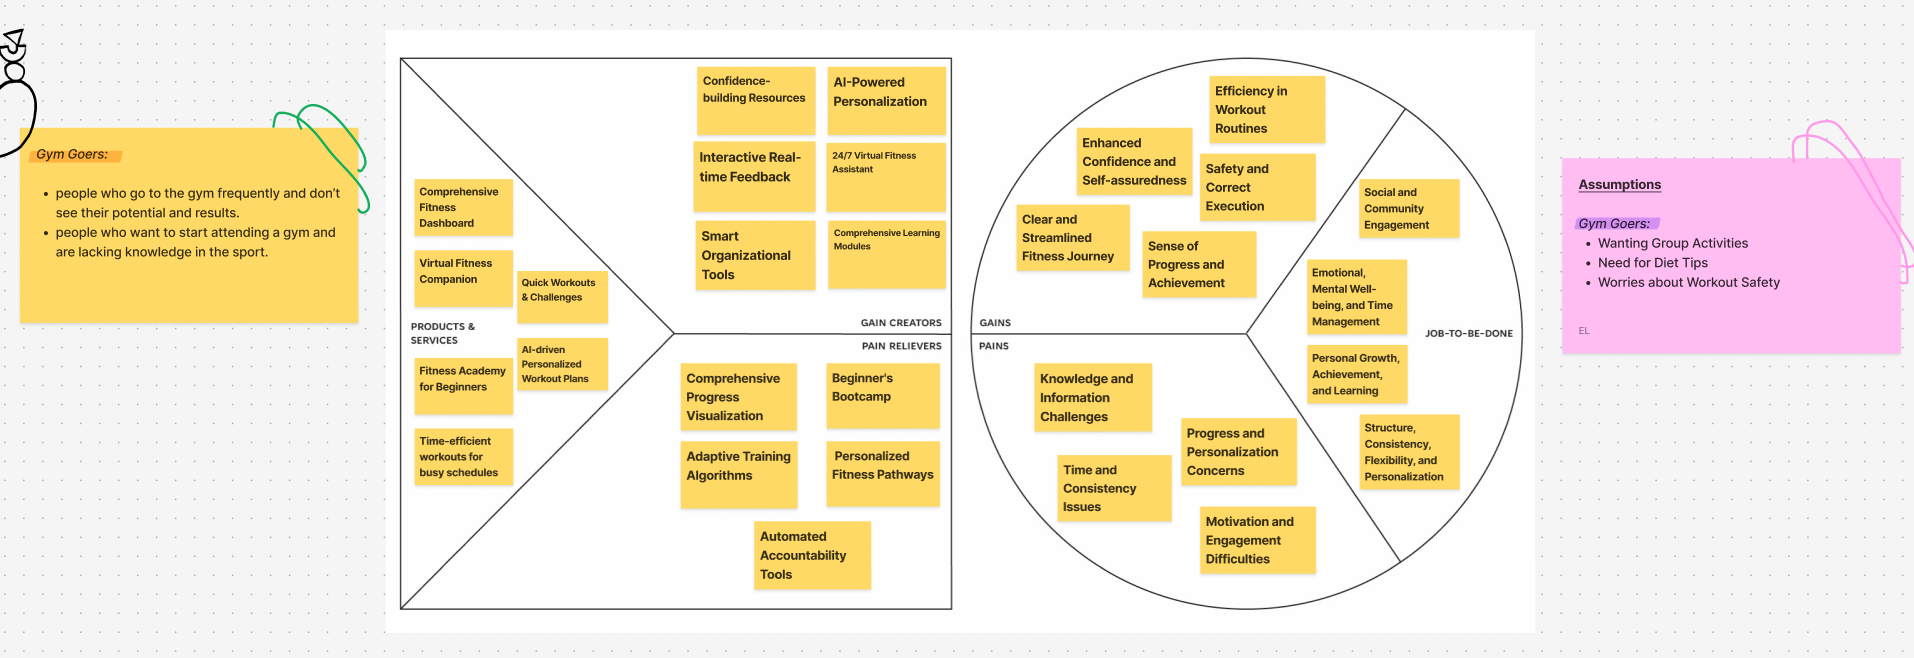 Gym Goers:
people who go to the gym frequently and don't
see their potential and results.
people who want to start attending a gym and
are lacking knowledge in the sport.
Comprehensive
Fitness
Dashboard
Virtual Fitness
Companion
Quick Workouts
& Challenges
PRODUCTS &
SERVICES
AI-driven
Personalized
Workout Plans
Fitness Academy
for Beginners
Time-efficient
workouts for
busy schedules
Confidence-
building Resources
AI-Powered
Personalization
Interactive Real-
time Feedback
24/7 Virtual Fitness
Assistant
Smart
Organizational
Tools
Comprehensive Learning
Modules
GAIN CREATORS
PAIN RELIEVERS
Comprehensive
Progress
Visualization
Beginner's
Bootcamp
Adaptive Training
Algorithms
Personalized
Fitness Pathways
Automated
Accountability
Tools
Efficiency in
Workout
Routines
Enhanced
Confidence and
Self-assuredness
Safety and
Correct
Execution
Clear and
Streamlined
Fitness Journey
Sense of
Progress and
Achievement
GAINS
PAINS
Knowledge and
Information
Challenges
Progress and
Personalization
Concerns
Time and
Consistency
Issues
Motivation and
Engagement
Difficulties
Social and
Community
Engagement
Emotional,
Mental Well-
being, and Time
Management
JOB-TO-BE-DONE
Personal Growth,
Achievement,
and Learning
Structure,
Consistency,
Flexibility, and
Personalization
Assumptions
Gym Goers:
Wanting Group Activities
Need for Diet Tips
Worries about Workout Safety
EL